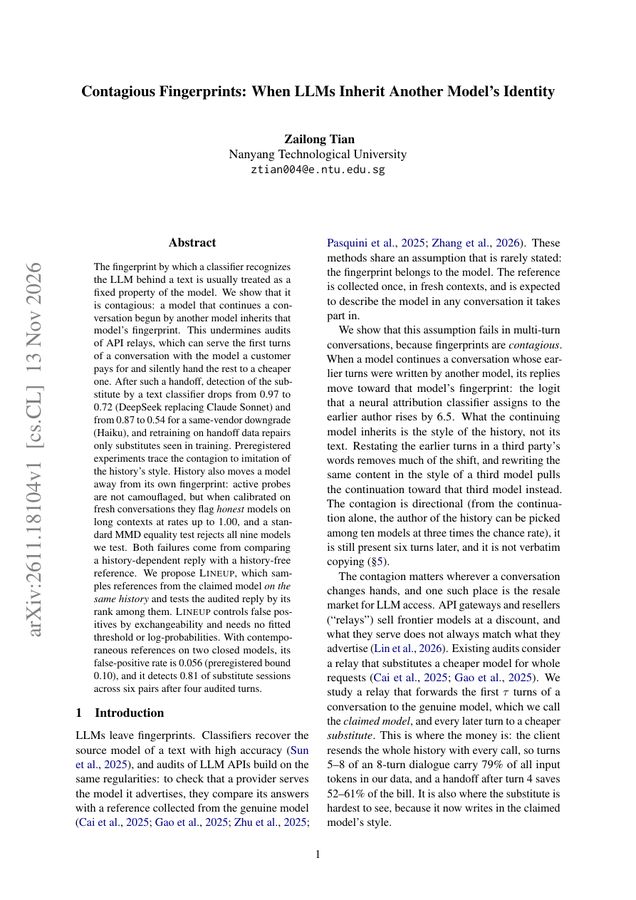 Contagious Fingerprints: When LLMs Inherit Another Model's Identity
Zailong Tian
Nanyang Technological University
ztian004@e.ntu.edu.sg
arXiv:2611.18104v1 [cs.CL] 13 Nov 2026
Abstract
The fingerprint by which a classifier recognizes
the LLM behind a text is usually treated as a
fixed property of the model. We show that it
is contagious: a model that continues a con-
versation begun by another model inherits that
model's fingerprint. This undermines audits
of API relays, which can serve the first turns
of a conversation with the model a customer
pays for and silently hand the rest to a cheaper
one. After such a handoff, detection of the sub-
stitute by a text classifier drops from 0.97 to
0.72 (DeepSeek replacing Claude Sonnet) and
from 0.87 to 0.54 for a same-vendor downgrade
(Haiku), and retraining on handoff data repairs
only substitutes seen in training. Preregistered
experiments trace the contagion to imitation of
the history's style. History also moves a model
away from its own fingerprint: active probes
are not camouflaged, but when calibrated on
fresh conversations they flag honest models on
long contexts at rates up to 1.00, and a stan-
dard MMD equality test rejects all nine models
we test. Both failures come from comparing
a history-dependent reply with a history-free
reference. We propose LINEUP, which sam-
ples references from the claimed model on the
same history and tests the audited reply by its
rank among them. LINEUP controls false pos-
itives by exchangeability and needs no fitted
threshold or log-probabilities. With contempo-
raneous references on two closed models, its
false-positive rate is 0.056 (preregistered bound
0.10), and it detects 0.81 of substitute sessions
across six pairs after four audited turns.
1 Introduction
LLMs leave fingerprints. Classifiers recover the
source model of a text with high accuracy (Sun
et al., 2025), and audits of LLM APIs build on the
same regularities: to check that a provider serves
the model it advertises, they compare its answers
with a reference collected from the genuine model
(Cai et al., 2025; Gao et al., 2025; Zhu et al., 2025;
Pasquini et al., 2025; Zhang et al., 2026). These
methods share an assumption that is rarely stated:
the fingerprint belongs to the model. The reference
is collected once, in fresh contexts, and is expected
to describe the model in any conversation it takes
part in.
We show that this assumption fails in multi-turn
conversations, because fingerprints are contagious.
When a model continues a conversation whose ear-
lier turns were written by another model, its replies
move toward that model's fingerprint: the logit
that a neural attribution classifier assigns to the
earlier author rises by 6.5. What the continuing
model inherits is the style of the history, not its
text. Restating the earlier turns in a third party's
words removes much of the shift, and rewriting the
same content in the style of a third model pulls
the continuation toward that third model instead.
The contagion is directional (from the continua-
tion alone, the author of the history can be picked
among ten models at three times the chance rate), it
is still present six turns later, and it is not verbatim
copying (§5).
The contagion matters wherever a conversation
changes hands, and one such place is the resale
market for LLM access. API gateways and resellers
("relays") sell frontier models at a discount, and
what they serve does not always match what they
advertise (Lin et al., 2026). Existing audits consider
a relay that substitutes a cheaper model for whole
requests (Cai et al., 2025; Gao et al., 2025). We
study a relay that forwards the first τ turns of a
conversation to the genuine model, which we call
the claimed model, and every later turn to a cheaper
substitute. This is where the money is: the client
resends the whole history with every call, so turns
5–8 of an 8-turn dialogue carry 79% of all input
tokens in our data, and a handoff after turn 4 saves
52–61% of the bill. It is also where the substitute is
hardest to see, because it now writes in the claimed
model's style.
1